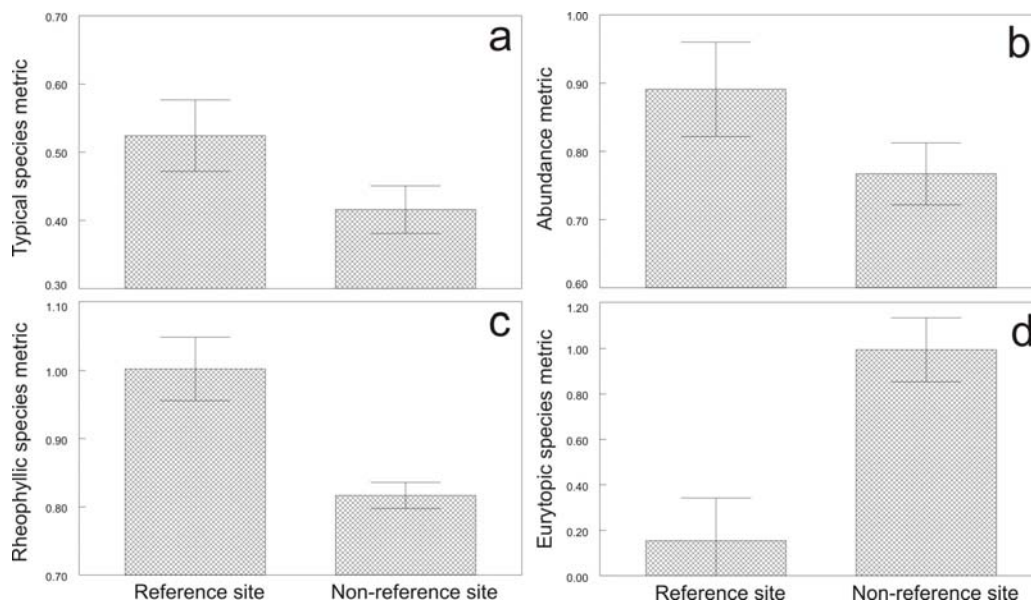 0.70
0.60
0.50
0.40
0.30
Typical species metric
a
1.00
0.90
0.80
0.70
0.60
Abundance metric
b
1.10
1.00
0.90
0.80
0.70
Rheophyllic species metric
c
Reference site Non-reference site
1.20
1.00
0.80
0.60
0.40
0.20
0.00
Eurytopic species metric
d
Reference site Non-reference site